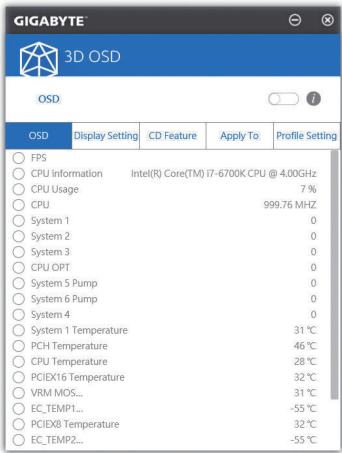 GIGABYTE™
3D OSD
OSD
OSD Display Setting CD Feature Apply To Profile Setting
FPS
CPU information Intel(R) Core(TM) i7-6700K CPU @ 4.00GHz
CPU Usage 7 %
CPU 999.76 MHZ
System 1 0
System 2 0
System 3 0
CPU OPT 0
System 5 Pump 0
System 6 Pump 0
System 4 0
System 1 Temperature 31 ℃
PCH Temperature 46 ℃
CPU Temperature 28 ℃
PCIEX16 Temperature 32 ℃
VRM MOS... 31 ℃
EC_TEMP1... -55 ℃
PCIEX8 Temperature 32 ℃
EC_TEMP2... -55 ℃